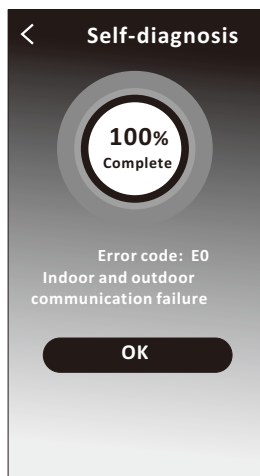 Self-diagnosis
100%
Complete
Error code: E0
Indoor and outdoor
communication failure
OK